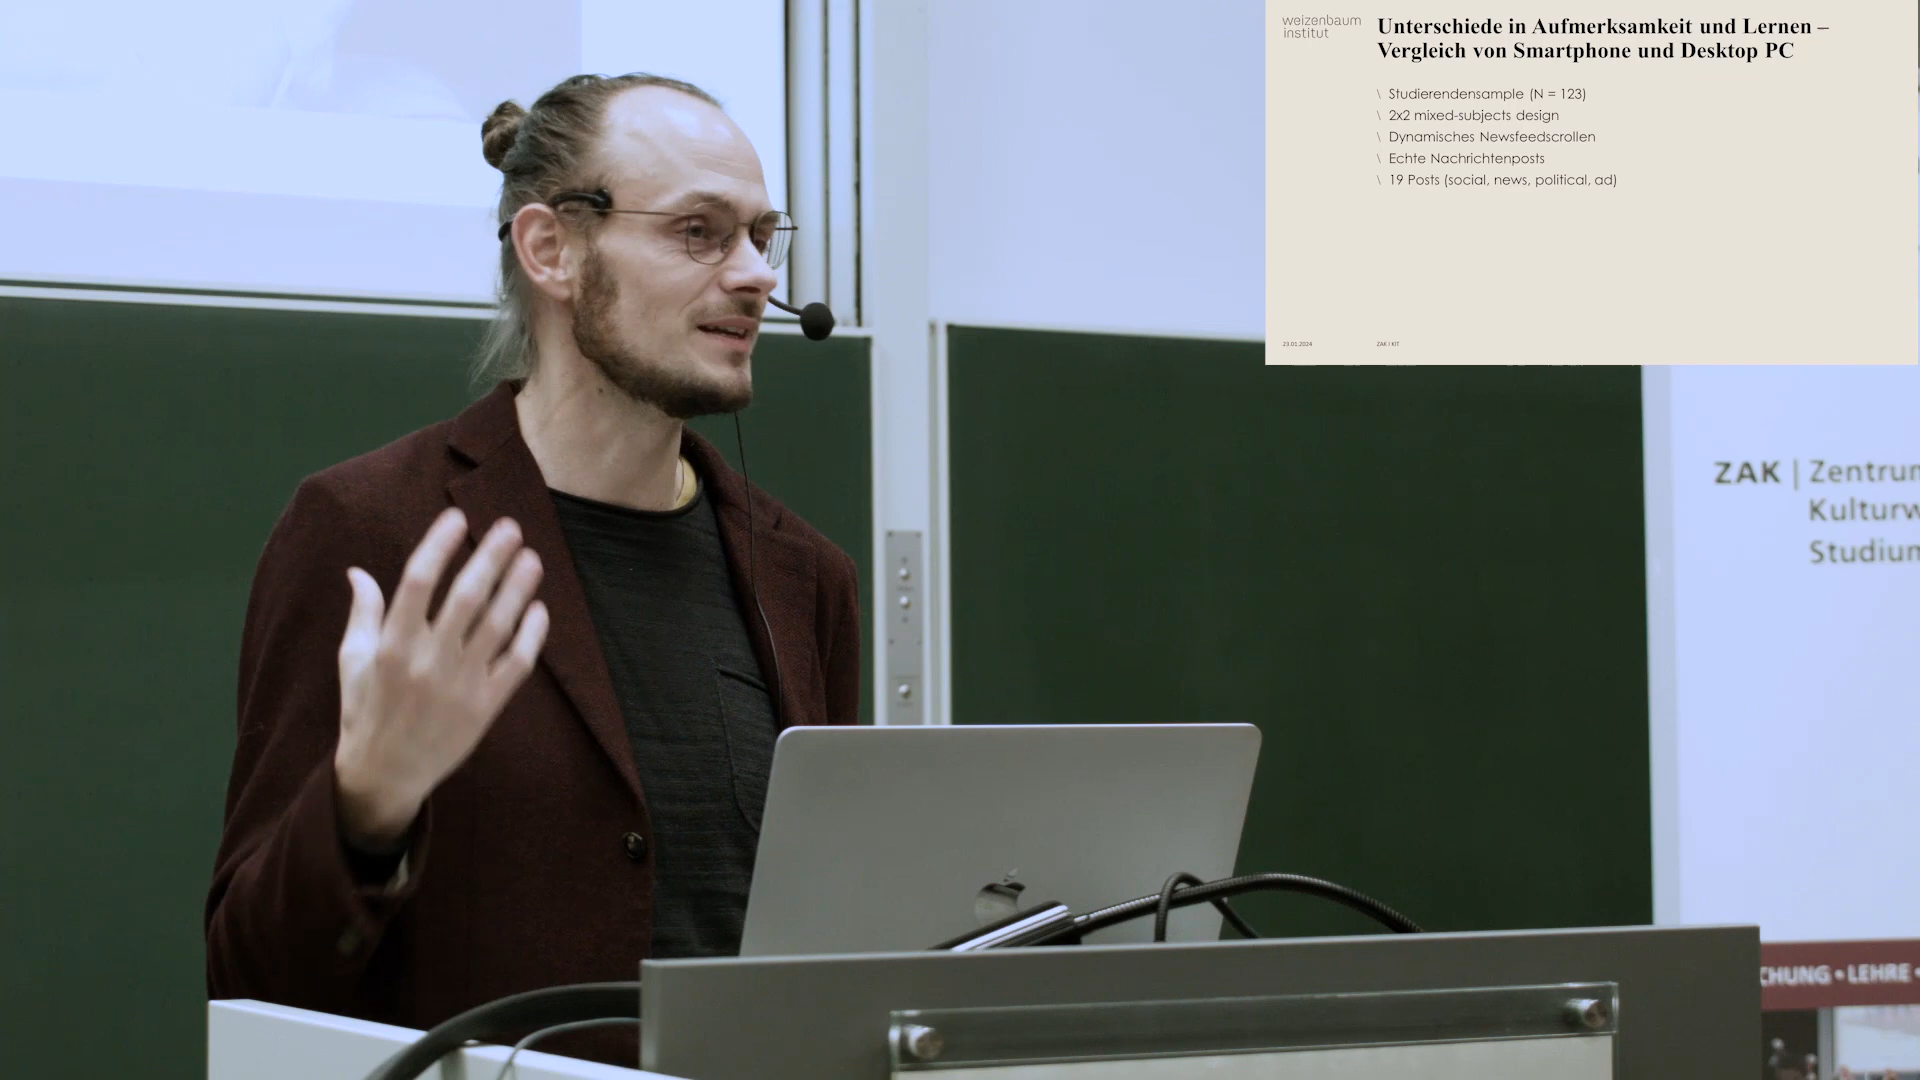 weizenbaum
institut
Unterschiede in Aufmerksamkeit und Lernen –
Vergleich von Smartphone und Desktop PC
\ Studierendensample (N = 123)
\ 2x2 mixed-subjects design
\ Dynamisches Newsfeedscrollen
\ Echte Nachrichtenposts
\ 19 Posts (social, news, political, ad)
23.01.2024
ZAK I KIT
ZAK | Zentrum
Kulturw
Studium
CHUNG • LEHRE •